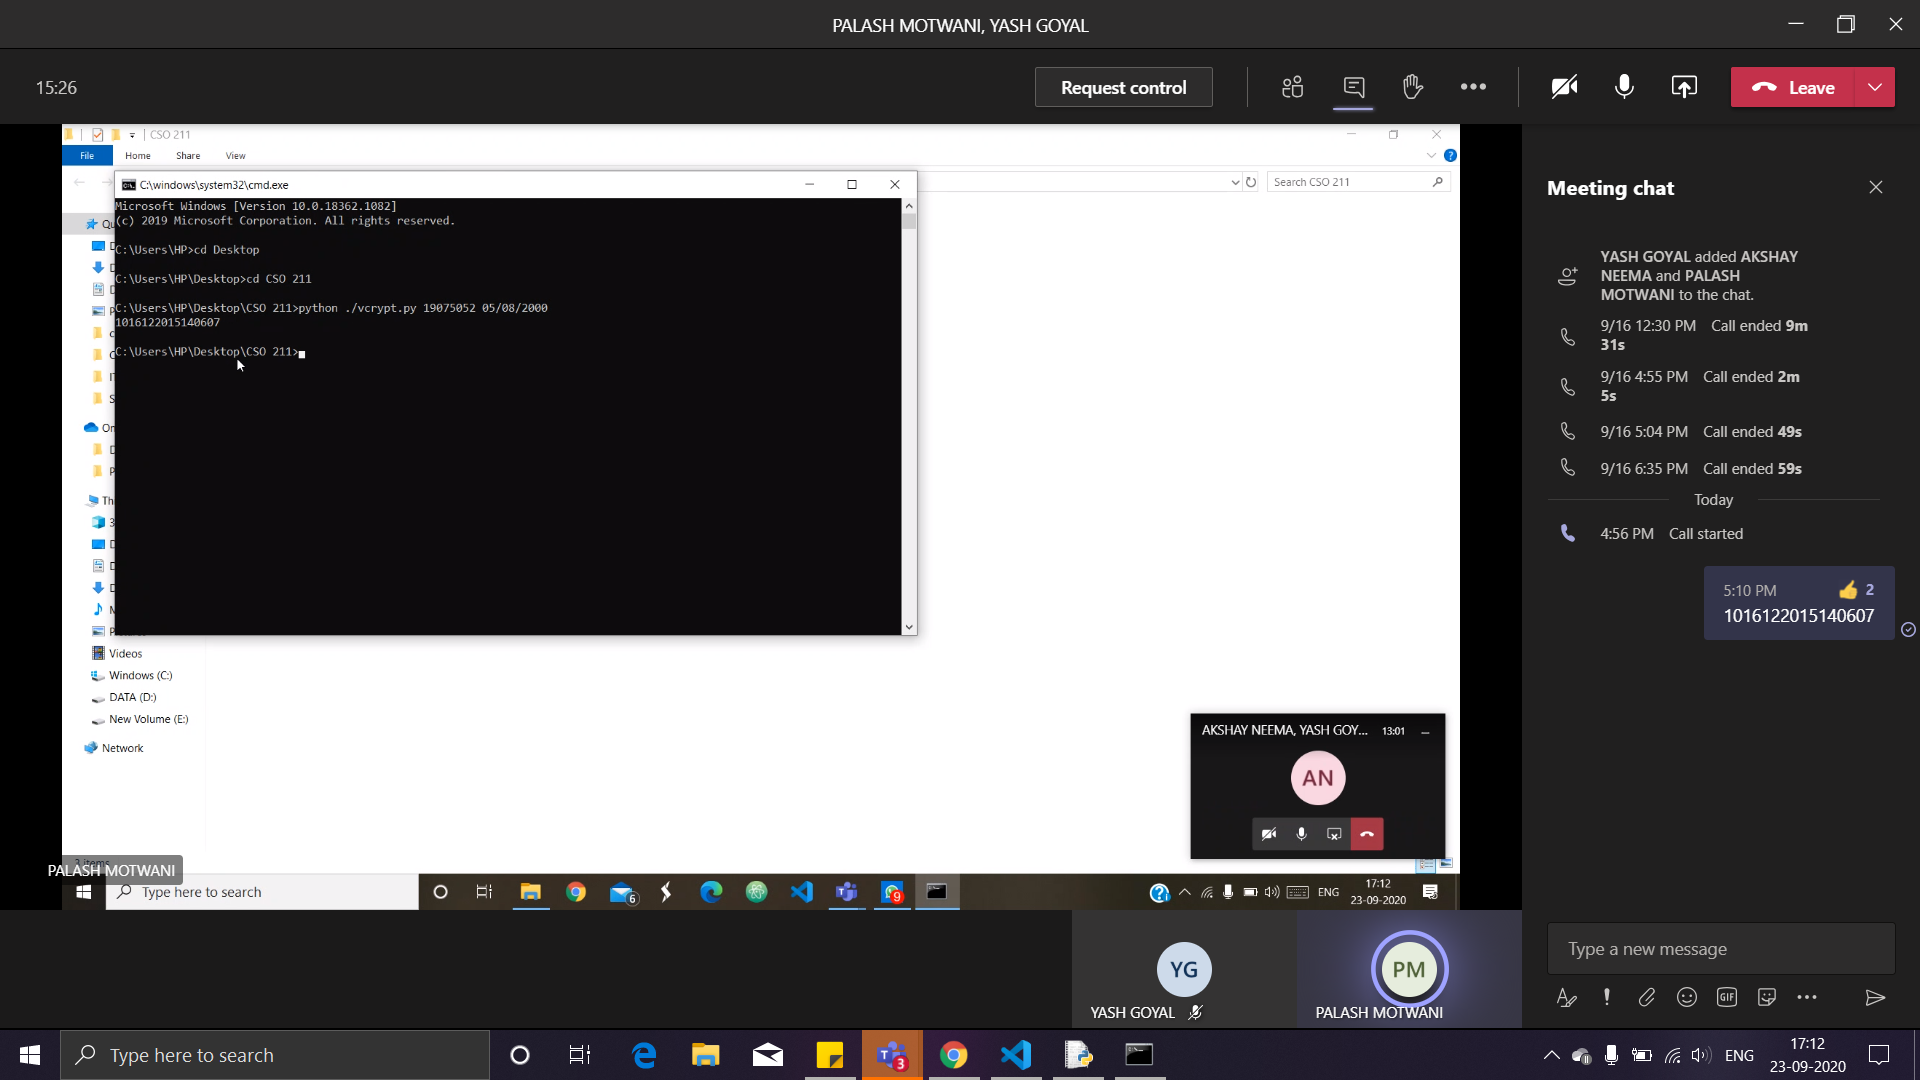 PALASH MOTWANI, YASH GOYAL
15:26
Request control
Leave
CSO 211
File Home Share View
Search CSO 211
C:\windows\system32\cmd.exe
Microsoft Windows [Version 10.0.18362.1082]
(c) 2019 Microsoft Corporation. All rights reserved.
C:\Users\HP>cd Desktop
C:\Users\HP\Desktop>cd CSO 211
C:\Users\HP\Desktop\CSO 211>python ./vcrypt.py 19075052 05/08/2000
1016122015140607
C:\Users\HP\Desktop\CSO 211>
Videos
Windows (C:)
DATA (D:)
New Volume (E:)
Network
3 items
PALASH MOTWANI
AKSHAY NEEMA, YASH GOY... 13:01
AN
Type here to search
6
9
ENG
17:12
23-09-2020
YG
YASH GOYAL
PM
PALASH MOTWANI
Meeting chat
YASH GOYAL added AKSHAY
NEEMA and PALASH
MOTWANI to the chat.
9/16 12:30 PM Call ended 9m
31s
9/16 4:55 PM Call ended 2m
5s
9/16 5:04 PM Call ended 49s
9/16 6:35 PM Call ended 59s
Today
4:56 PM Call started
5:10 PM 2
1016122015140607
Type a new message
GIF
Type here to search
3
ENG
17:12
23-09-2020